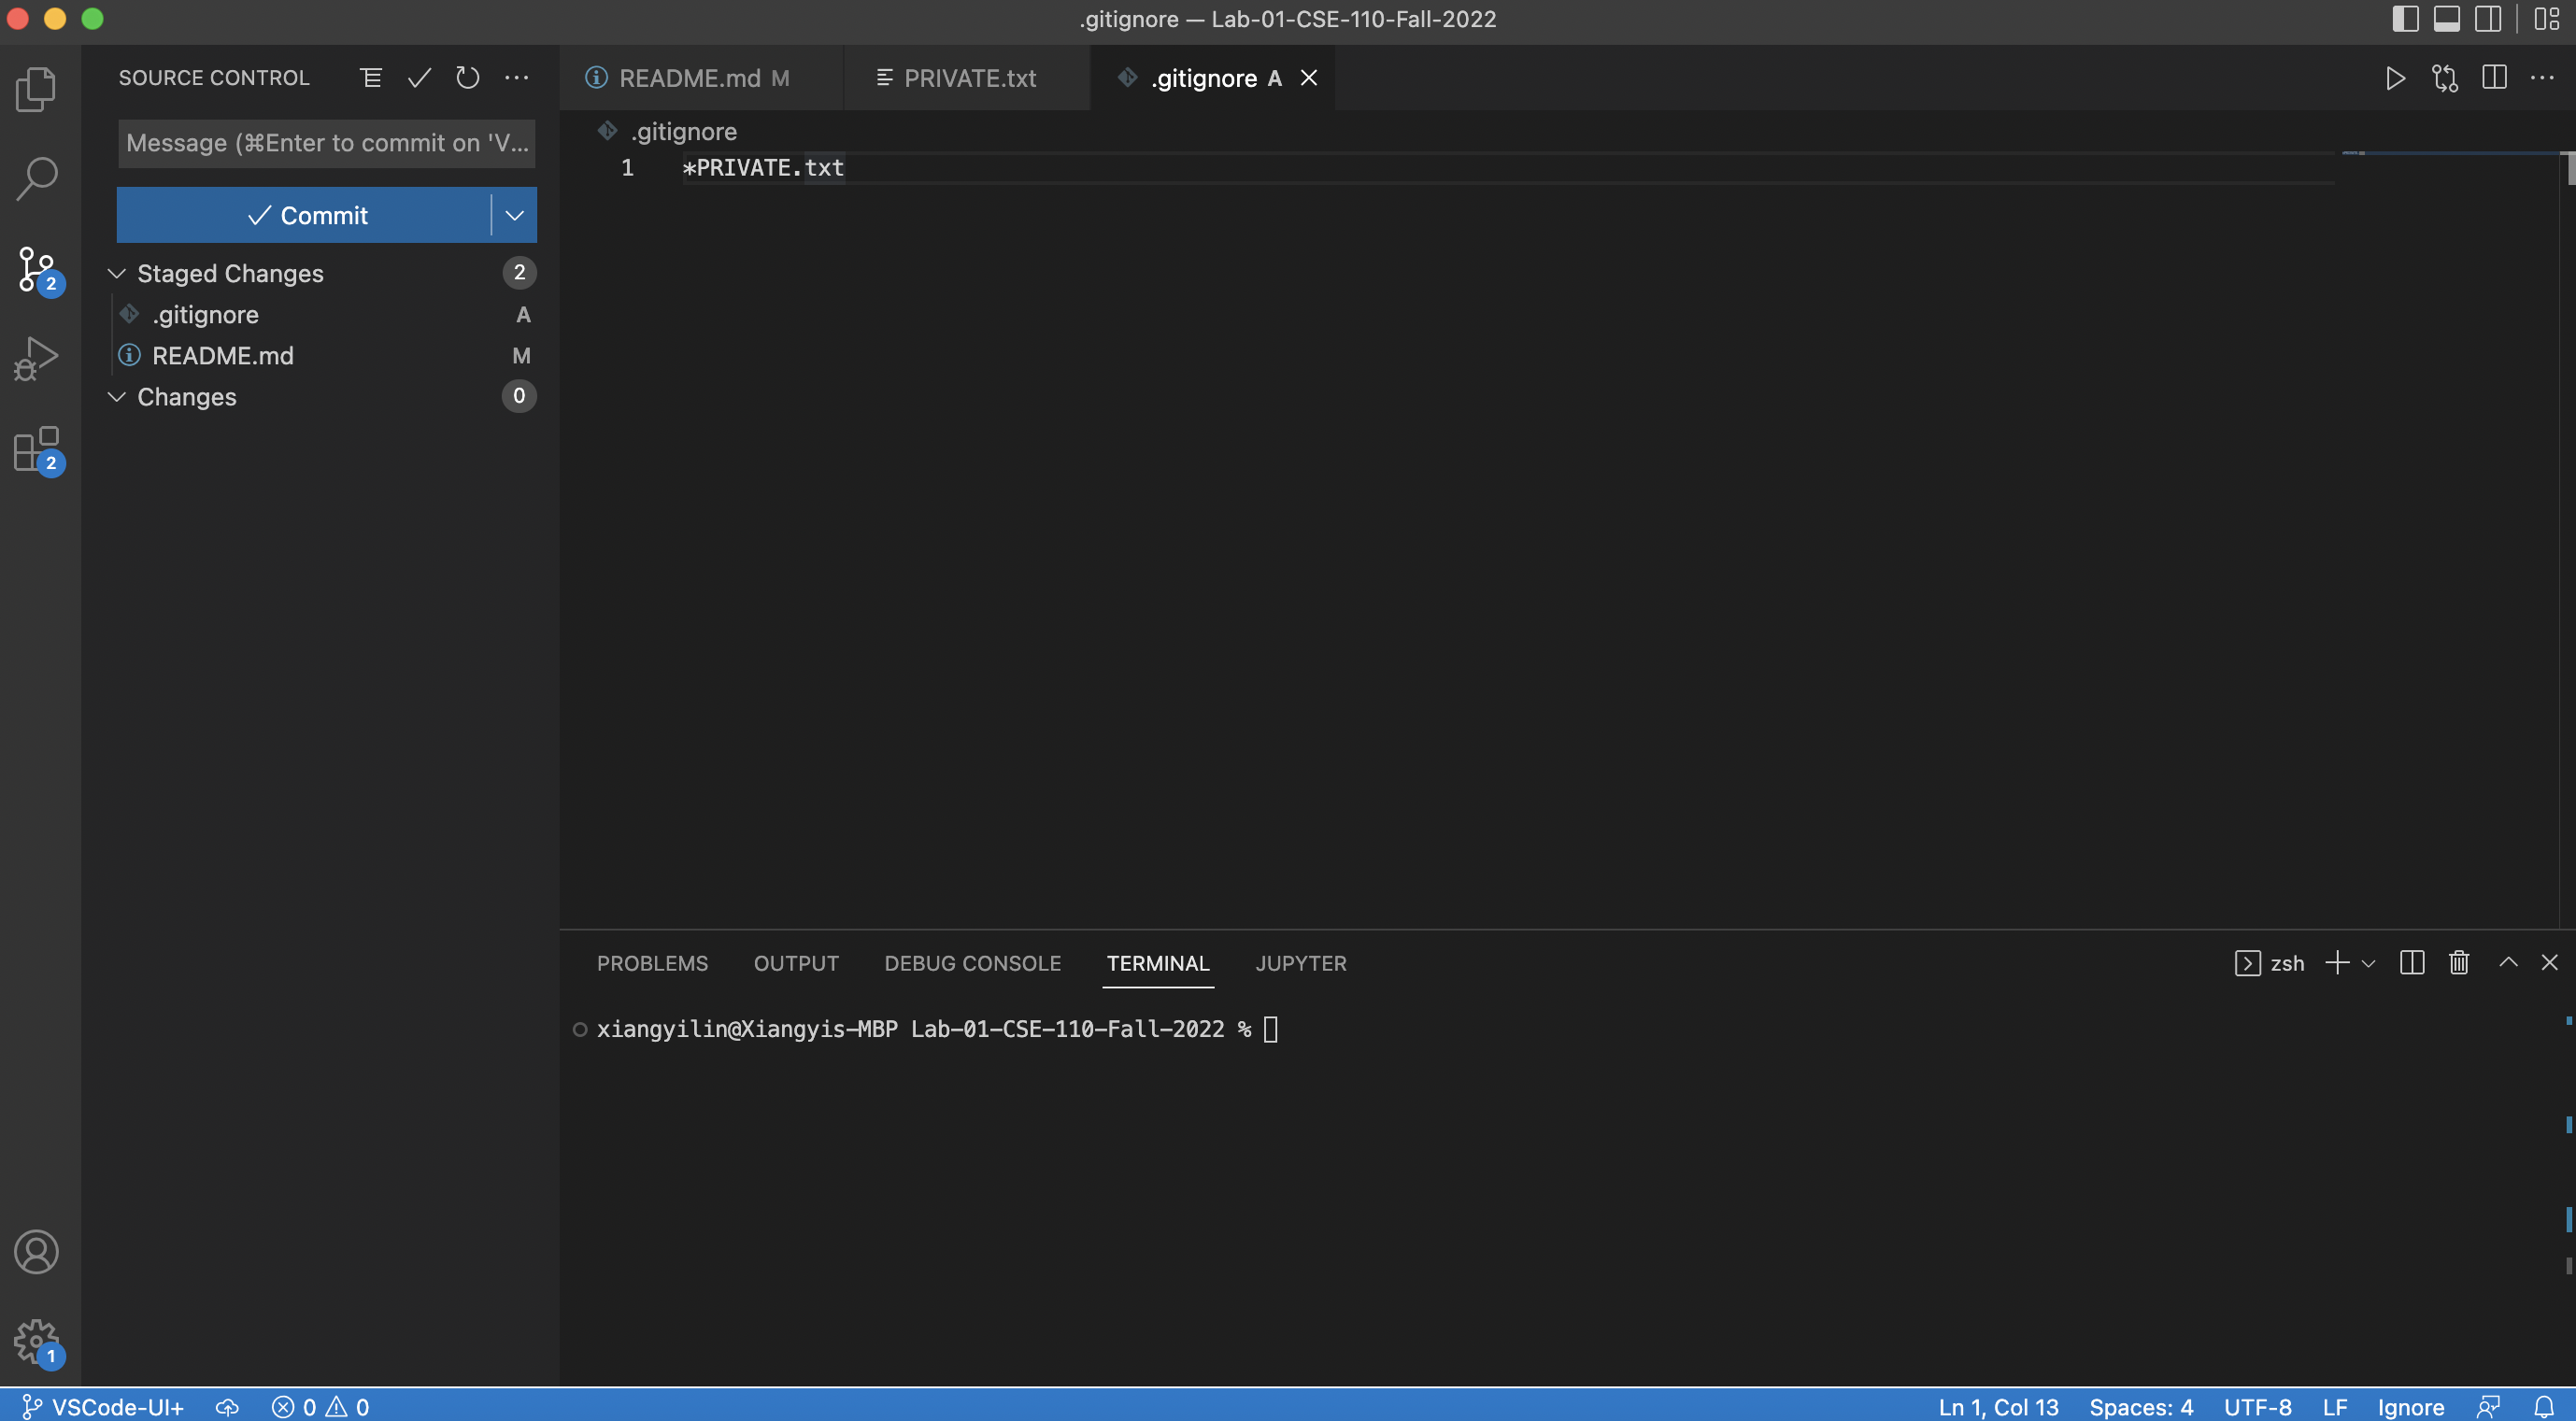 .gitignore — Lab-01-CSE-110-Fall-2022
SOURCE CONTROL
README.md M
PRIVATE.txt
.gitignore A
Message (⌘Enter to commit on 'V...
.gitignore
1 *PRIVATE.txt
Commit
Staged Changes 2
.gitignore A
README.md M
Changes 0
2
2
PROBLEMS OUTPUT DEBUG CONSOLE TERMINAL JUPYTER
zsh
xiangyilin@Xiangyis-MBP Lab-01-CSE-110-Fall-2022 %
1
VSCode-UI+ 0 0 Ln 1, Col 13 Spaces: 4 UTF-8 LF Ignore